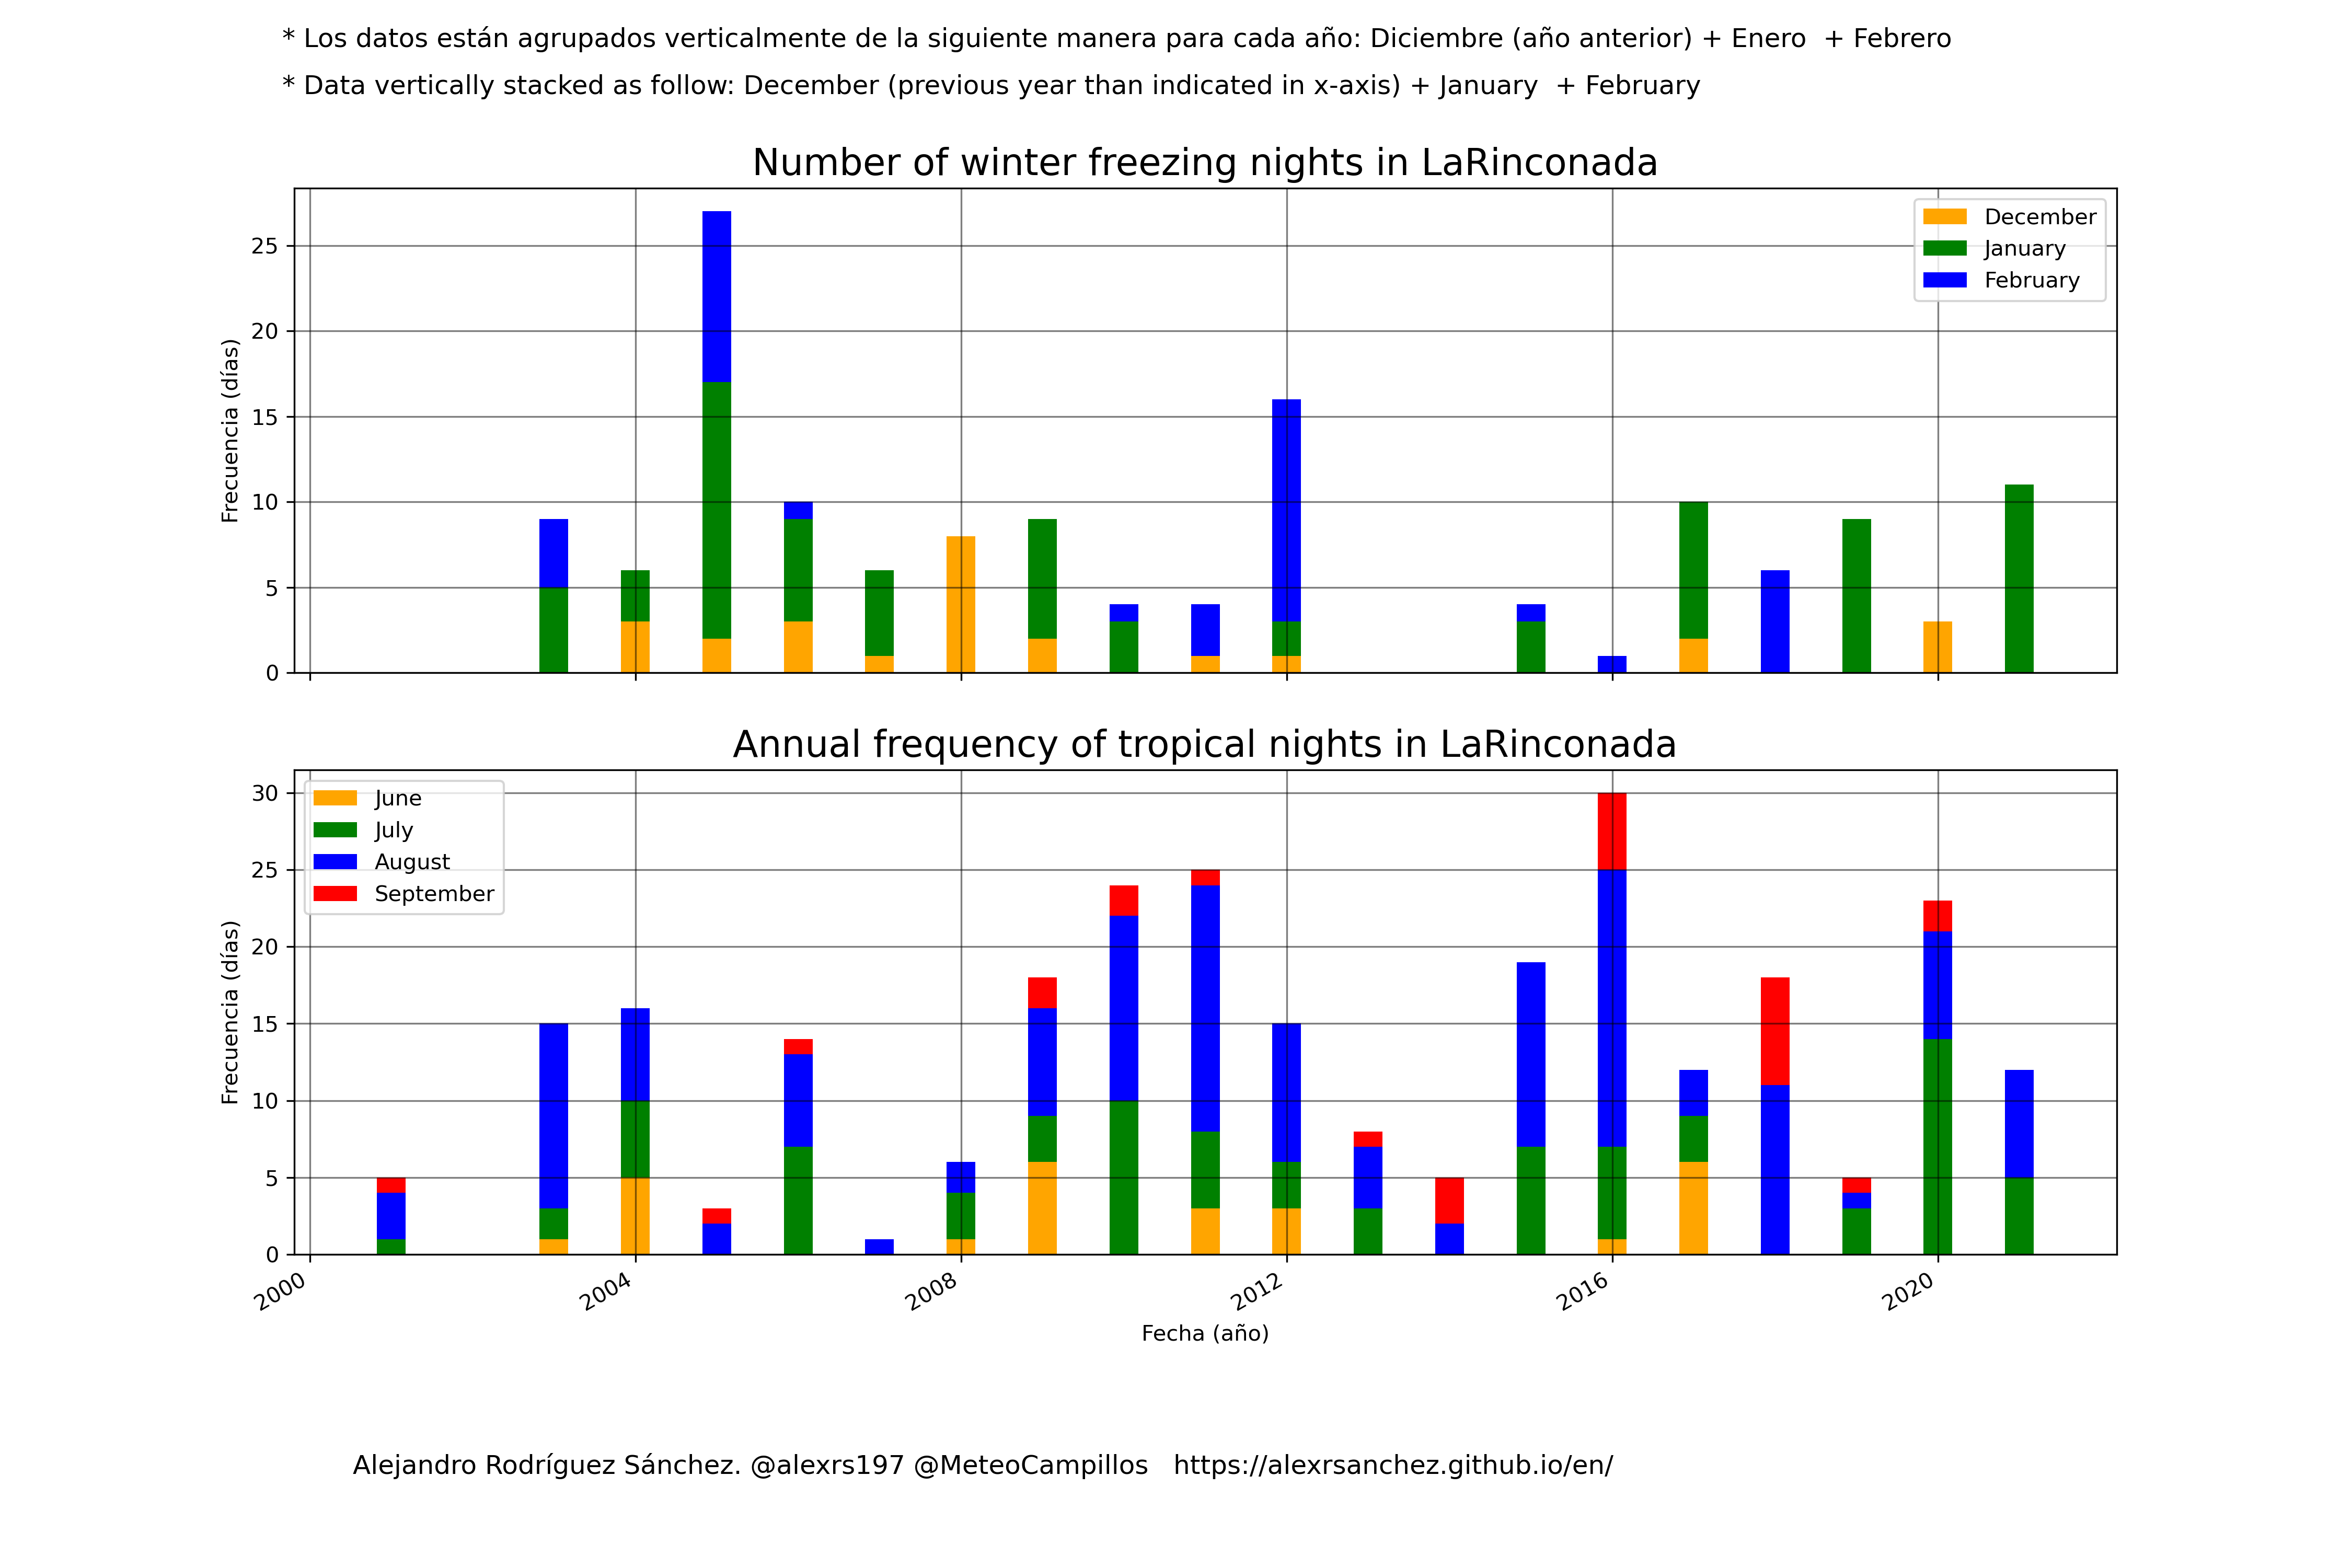 * Los datos están agrupados verticalmente de la siguiente manera para cada año: Diciembre (año anterior) + Enero  + Febrero
* Data vertically stacked as follow: December (previous year than indicated in x-axis) + January  + February
Number of winter freezing nights in LaRinconada
Frecuencia (días)
25
20
15
10
5
0
December
January
February
Annual frequency of tropical nights in LaRinconada
Frecuencia (días)
30
25
20
15
10
5
0
June
July
August
September
2000 2004 2008 2012 2016 2020
Fecha (año)
Alejandro Rodríguez Sánchez. @alexrs197 @MeteoCampillos   https://alexrsanchez.github.io/en/